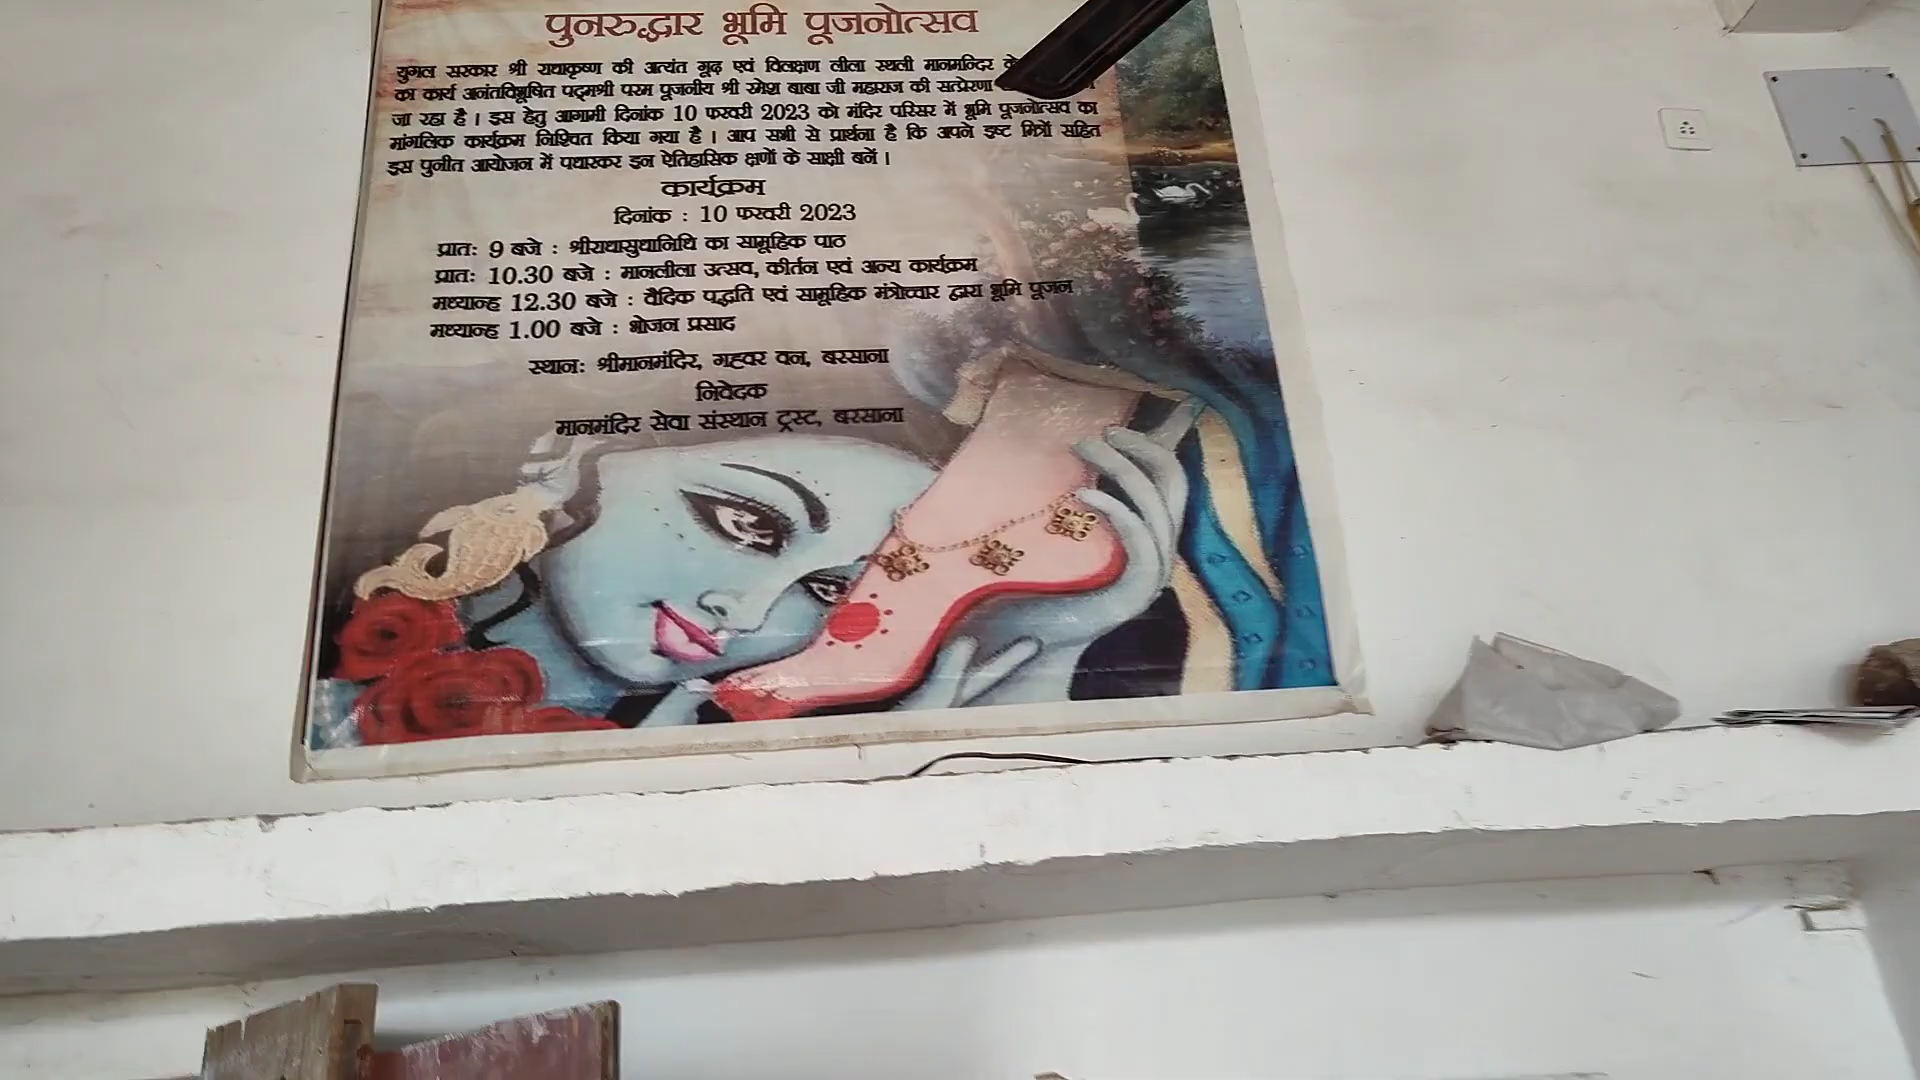 पुनरुद्धार भूमि पूजनोत्सव
युगल सरकार श्री राधाकृष्ण की अत्यंत गूढ़ एवं विलक्षण लीला स्थली मानमन्दिर के
का कार्य अनंतविभूषित पद्मश्री परम पूजनीय श्री रमेश बाबा जी महाराज की सत्प्रेरणा
जा रहा है । इस हेतु आगामी दिनांक 10 फरवरी 2023 को मंदिर परिसर में भूमि पूजनोत्सव का
मांगलिक कार्यक्रम निश्चित किया गया है । आप सभी से प्रार्थना है कि अपने इष्ट मित्रों सहित
इस पुनीत आयोजन में पधारकर इन ऐतिहासिक क्षणों के साक्षी बनें ।
कार्यक्रम
दिनांक : 10 फरवरी 2023
प्रातः 9 बजे : श्रीराधासुधानिधि का सामूहिक पाठ
प्रातः 10.30 बजे : मानलीला उत्सव, कीर्तन एवं अन्य कार्यक्रम
मध्यान्ह 12.30 बजे : वैदिक पद्धति एवं सामूहिक मंत्रोच्चार द्वारा भूमि पूजन
मध्यान्ह 1.00 बजे : भोजन प्रसाद
स्थानः श्रीमानमंदिर, गह्वर वन, बरसाना
निवेदक
मानमंदिर सेवा संस्थान ट्रस्ट, बरसाना